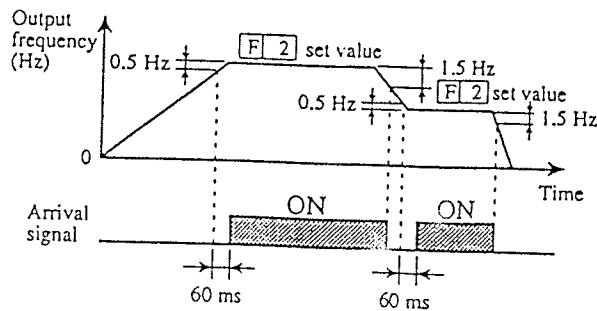 Output
frequency
(Hz)
F 2 set value
0.5 Hz
1.5 Hz
F 2 set value
0.5 Hz
1.5 Hz
0
Time
Arrival
signal
ON
ON
60 ms
60 ms